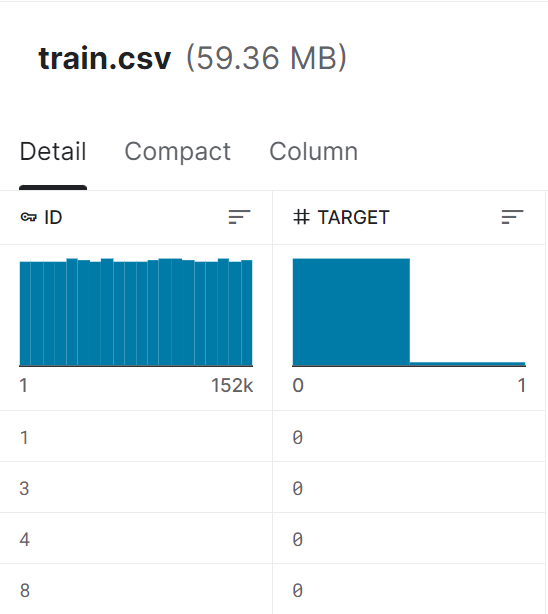 train.csv (59.36 MB)
Detail Compact Column
ID TARGET
1 152k 0 1
1 0
3 0
4 0
8 0